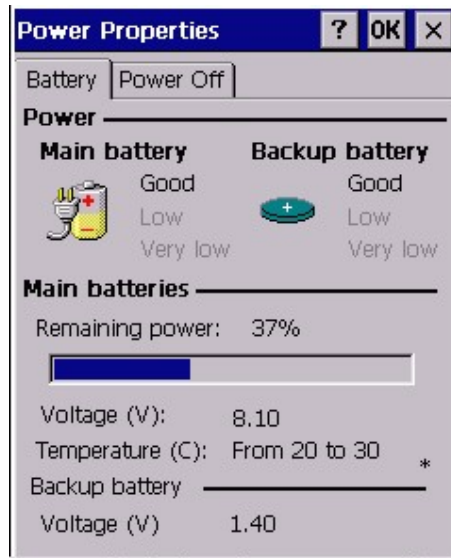 Power Properties ? OK ×
Battery Power Off
Power
Main battery Backup battery
Good Good
Low Low
Very low Very low
Main batteries
Remaining power: 37%
Voltage (V): 8.10
Temperature (C): From 20 to 30 *
Backup battery
Voltage (V) 1.40